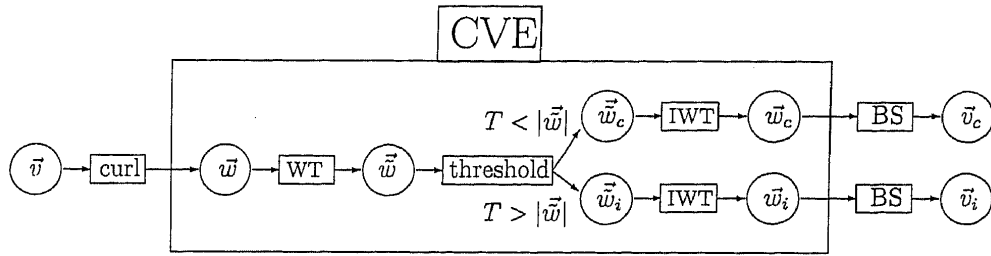 CVE
T < |w̃⃗| w̃⃗_c IWT w⃗_c BS v⃗_c
v⃗ curl w⃗ WT w̃⃗ threshold
T > |w̃⃗| w̃⃗_i IWT w⃗_i BS v⃗_i